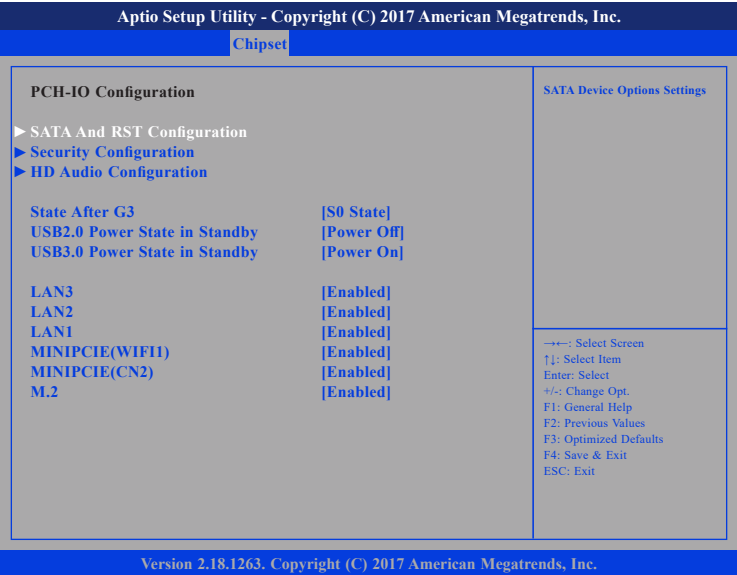 Aptio Setup Utility - Copyright (C) 2017 American Megatrends, Inc.
Chipset
PCH-IO Configuration
▶ SATA And RST Configuration
▶ Security Configuration
▶ HD Audio Configuration
State After G3 [S0 State]
USB2.0 Power State in Standby [Power Off]
USB3.0 Power State in Standby [Power On]
LAN3 [Enabled]
LAN2 [Enabled]
LAN1 [Enabled]
MINIPCIE(WIFI1) [Enabled]
MINIPCIE(CN2) [Enabled]
M.2 [Enabled]
SATA Device Options Settings
→←: Select Screen
↑↓: Select Item
Enter: Select
+/-: Change Opt.
F1: General Help
F2: Previous Values
F3: Optimized Defaults
F4: Save & Exit
ESC: Exit
Version 2.18.1263. Copyright (C) 2017 American Megatrends, Inc.